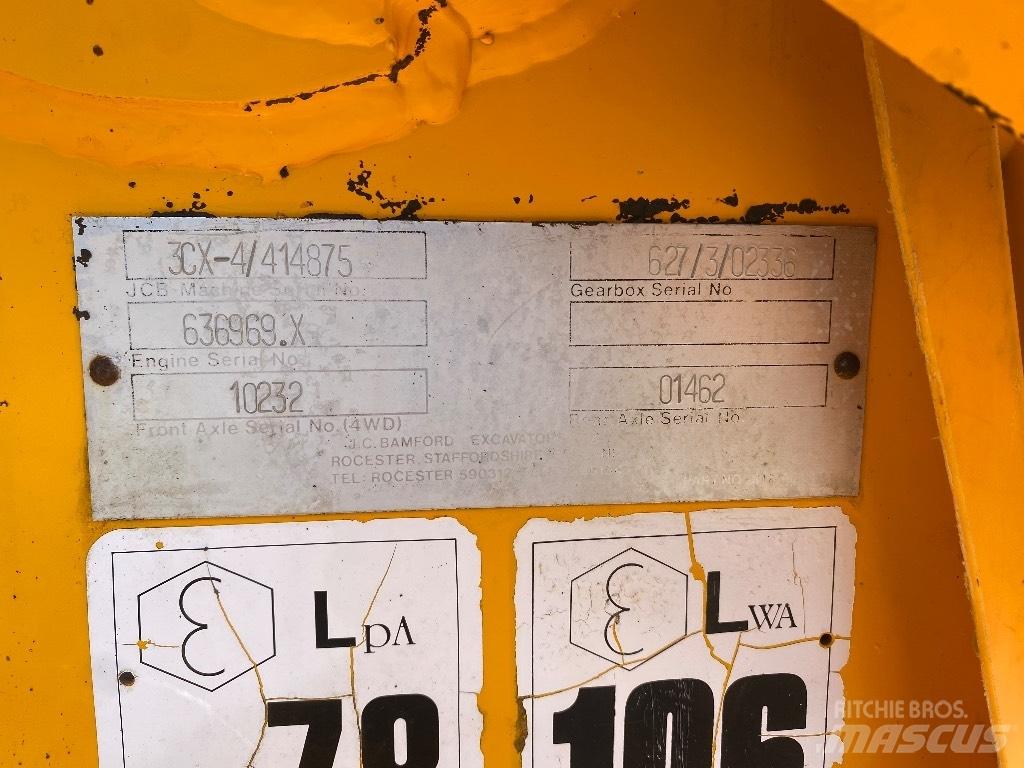 3CX-4/414875
JCB Machine Serial No.
636969.X
Engine Serial No.
10232
Front Axle Serial No.(4WD)
627/3/02336
Gearbox Serial No
01462
Axle Serial No
J.C.BAMFORD EXCAVATOR
ROCESTER, STAFFORDSHIRE
TEL: ROCESTER 590312
LpA
78
LWA
106
RITCHIE BROS.
MASCUS